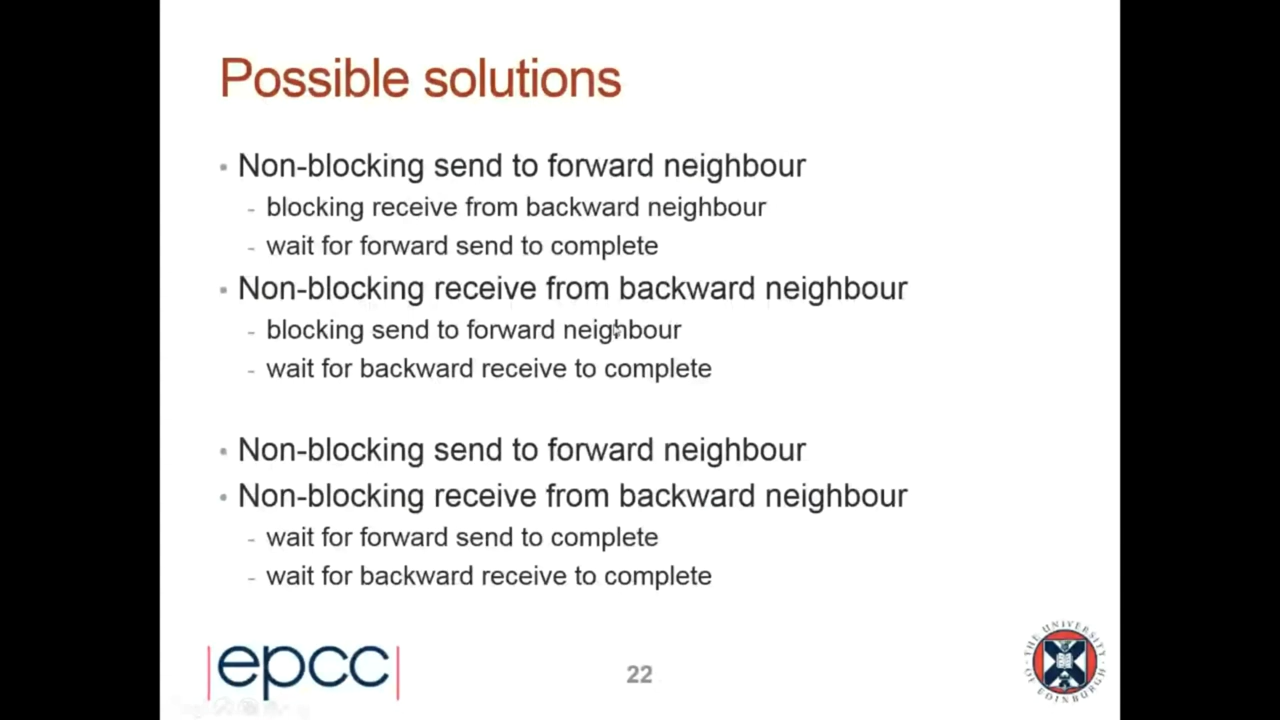 Possible solutions
Non-blocking send to forward neighbour
- blocking receive from backward neighbour
- wait for forward send to complete
Non-blocking receive from backward neighbour
- blocking send to forward neighbour
- wait for backward receive to complete
Non-blocking send to forward neighbour
Non-blocking receive from backward neighbour
- wait for forward send to complete
- wait for backward receive to complete
epcc
22
THE UNIVERSITY OF EDINBURGH